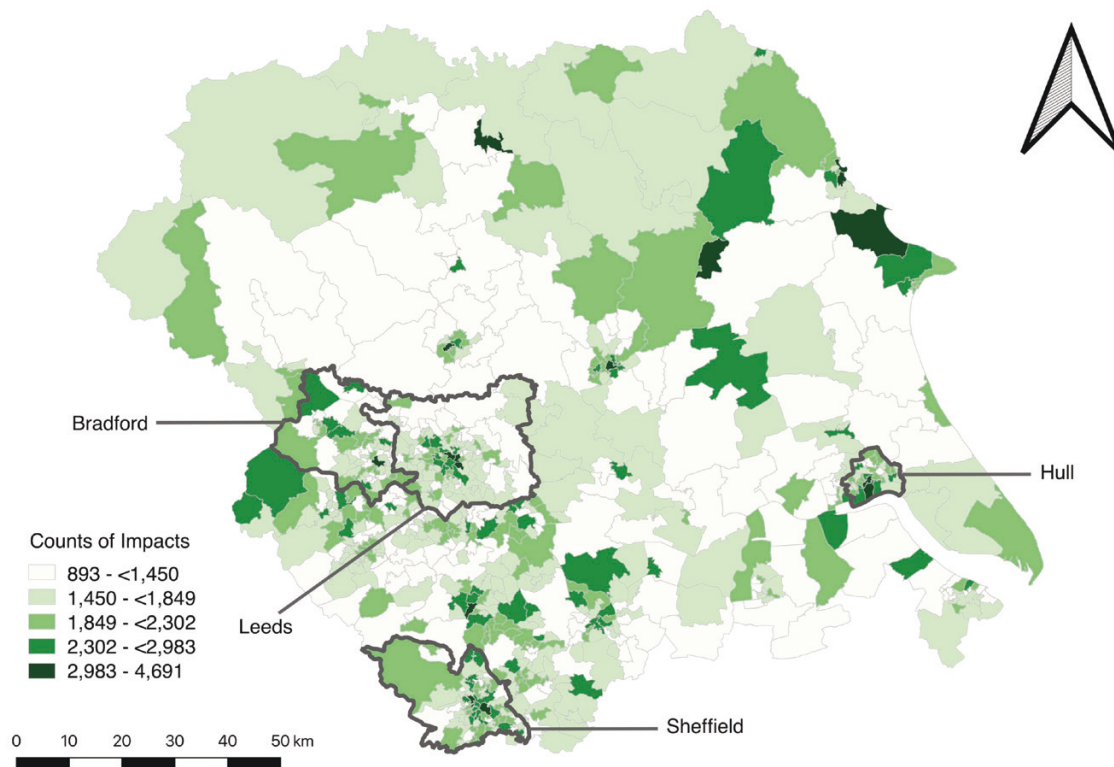 Bradford
Hull
Counts of Impacts
893 - <1,450
1,450 - <1,849
1,849 - <2,302
2,302 - <2,983
2,983 - 4,691
Leeds
Sheffield
0 10 20 30 40 50 km